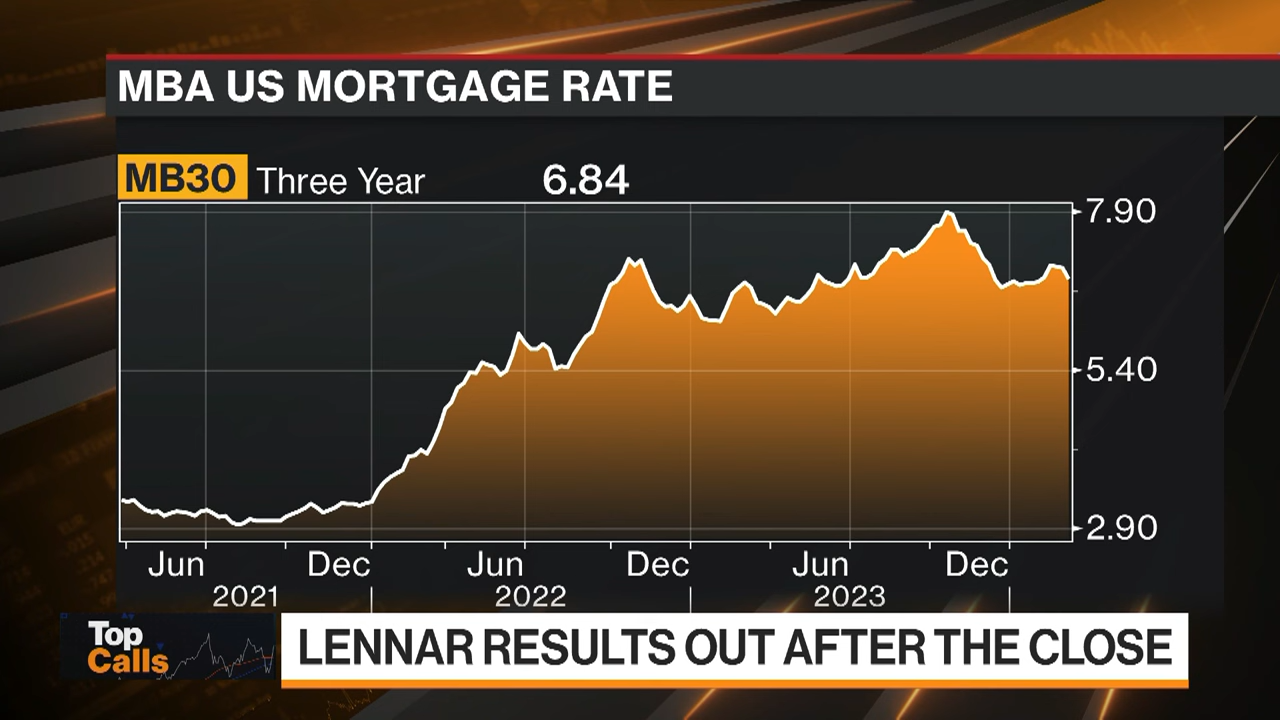 MBA US MORTGAGE RATE
MB30 Three Year 6.84
7.90
5.40
2.90
Jun Dec Jun Dec Jun Dec
2021 2022 2023
Top
Calls
LENNAR RESULTS OUT AFTER THE CLOSE